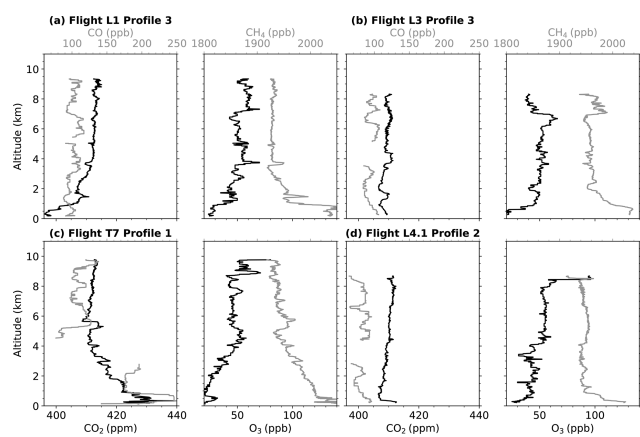 (a) Flight L1 Profile 3
(b) Flight L3 Profile 3
CO (ppb)
CH4 (ppb)
CO (ppb)
CH4 (ppb)
100 150 200 250
1800 1900 2000
100 150 200 250
1800 1900 2000
Altitude (km)
10
8
6
4
2
0
(c) Flight T7 Profile 1
(d) Flight L4.1 Profile 2
Altitude (km)
10
8
6
4
2
0
400 420 440
50 100
400 420 440
50 100
CO2 (ppm)
O3 (ppb)
CO2 (ppm)
O3 (ppb)